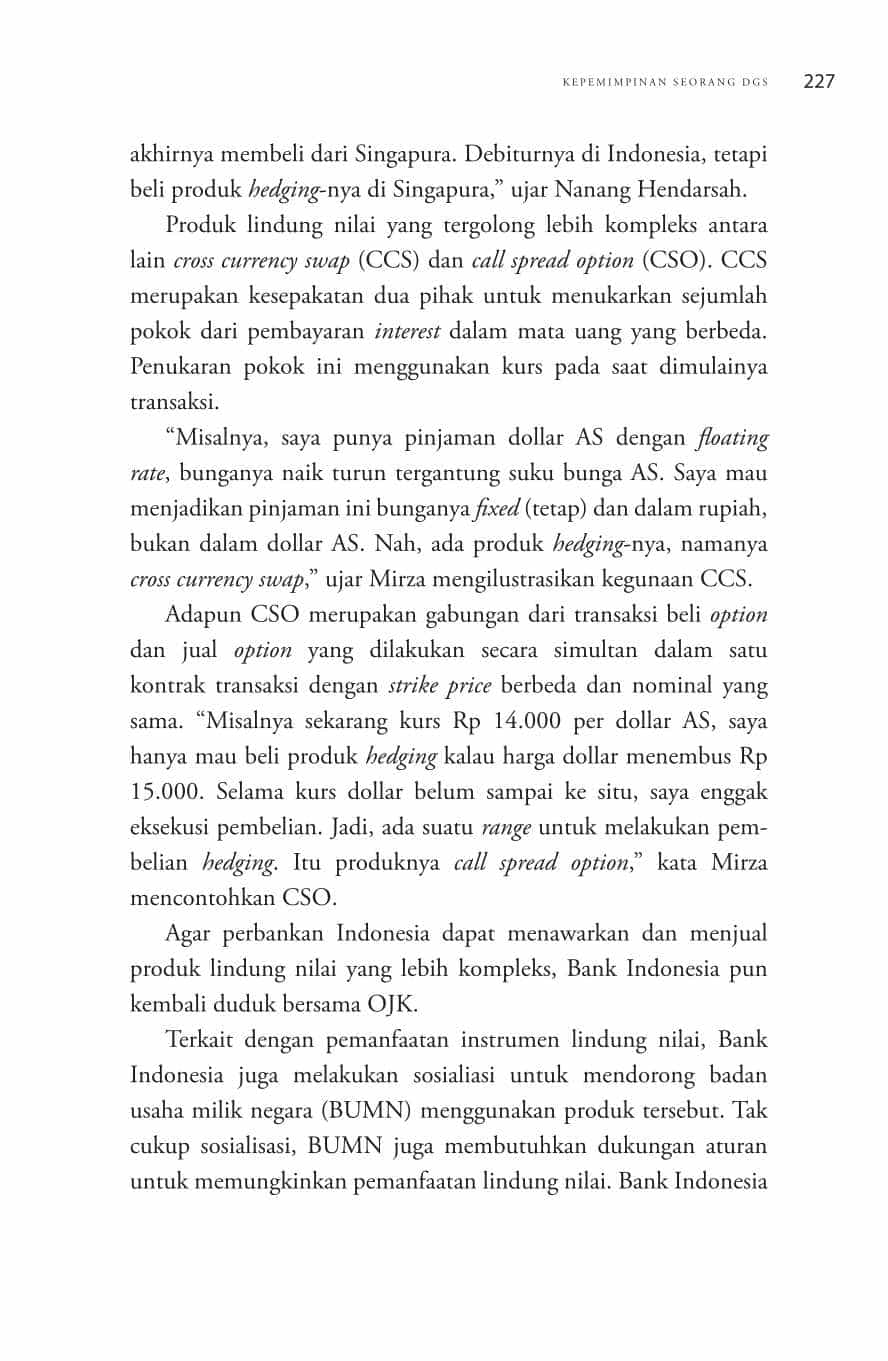 KEPEMIMPINAN SEORANG DGS 227
akhirnya membeli dari Singapura. Debiturnya di Indonesia, tetapi
beli produk hedging-nya di Singapura,” ujar Nanang Hendarsah.
Produk lindung nilai yang tergolong lebih kompleks antara
lain cross currency swap (CCS) dan call spread option (CSO). CCS
merupakan kesepakatan dua pihak untuk menukarkan sejumlah
pokok dari pembayaran interest dalam mata uang yang berbeda.
Penukaran pokok ini menggunakan kurs pada saat dimulainya
transaksi.
“Misalnya, saya punya pinjaman dollar AS dengan floating
rate, bunganya naik turun tergantung suku bunga AS. Saya mau
menjadikan pinjaman ini bunganya fixed (tetap) dan dalam rupiah,
bukan dalam dollar AS. Nah, ada produk hedging-nya, namanya
cross currency swap,” ujar Mirza mengilustrasikan kegunaan CCS.
Adapun CSO merupakan gabungan dari transaksi beli option
dan jual option yang dilakukan secara simultan dalam satu
kontrak transaksi dengan strike price berbeda dan nominal yang
sama. “Misalnya sekarang kurs Rp 14.000 per dollar AS, saya
hanya mau beli produk hedging kalau harga dollar menembus Rp
15.000. Selama kurs dollar belum sampai ke situ, saya enggak
eksekusi pembelian. Jadi, ada suatu range untuk melakukan pem-
belian hedging. Itu produknya call spread option,” kata Mirza
mencontohkan CSO.
Agar perbankan Indonesia dapat menawarkan dan menjual
produk lindung nilai yang lebih kompleks, Bank Indonesia pun
kembali duduk bersama OJK.
Terkait dengan pemanfaatan instrumen lindung nilai, Bank
Indonesia juga melakukan sosialiasi untuk mendorong badan
usaha milik negara (BUMN) menggunakan produk tersebut. Tak
cukup sosialisasi, BUMN juga membutuhkan dukungan aturan
untuk memungkinkan pemanfaatan lindung nilai. Bank Indonesia